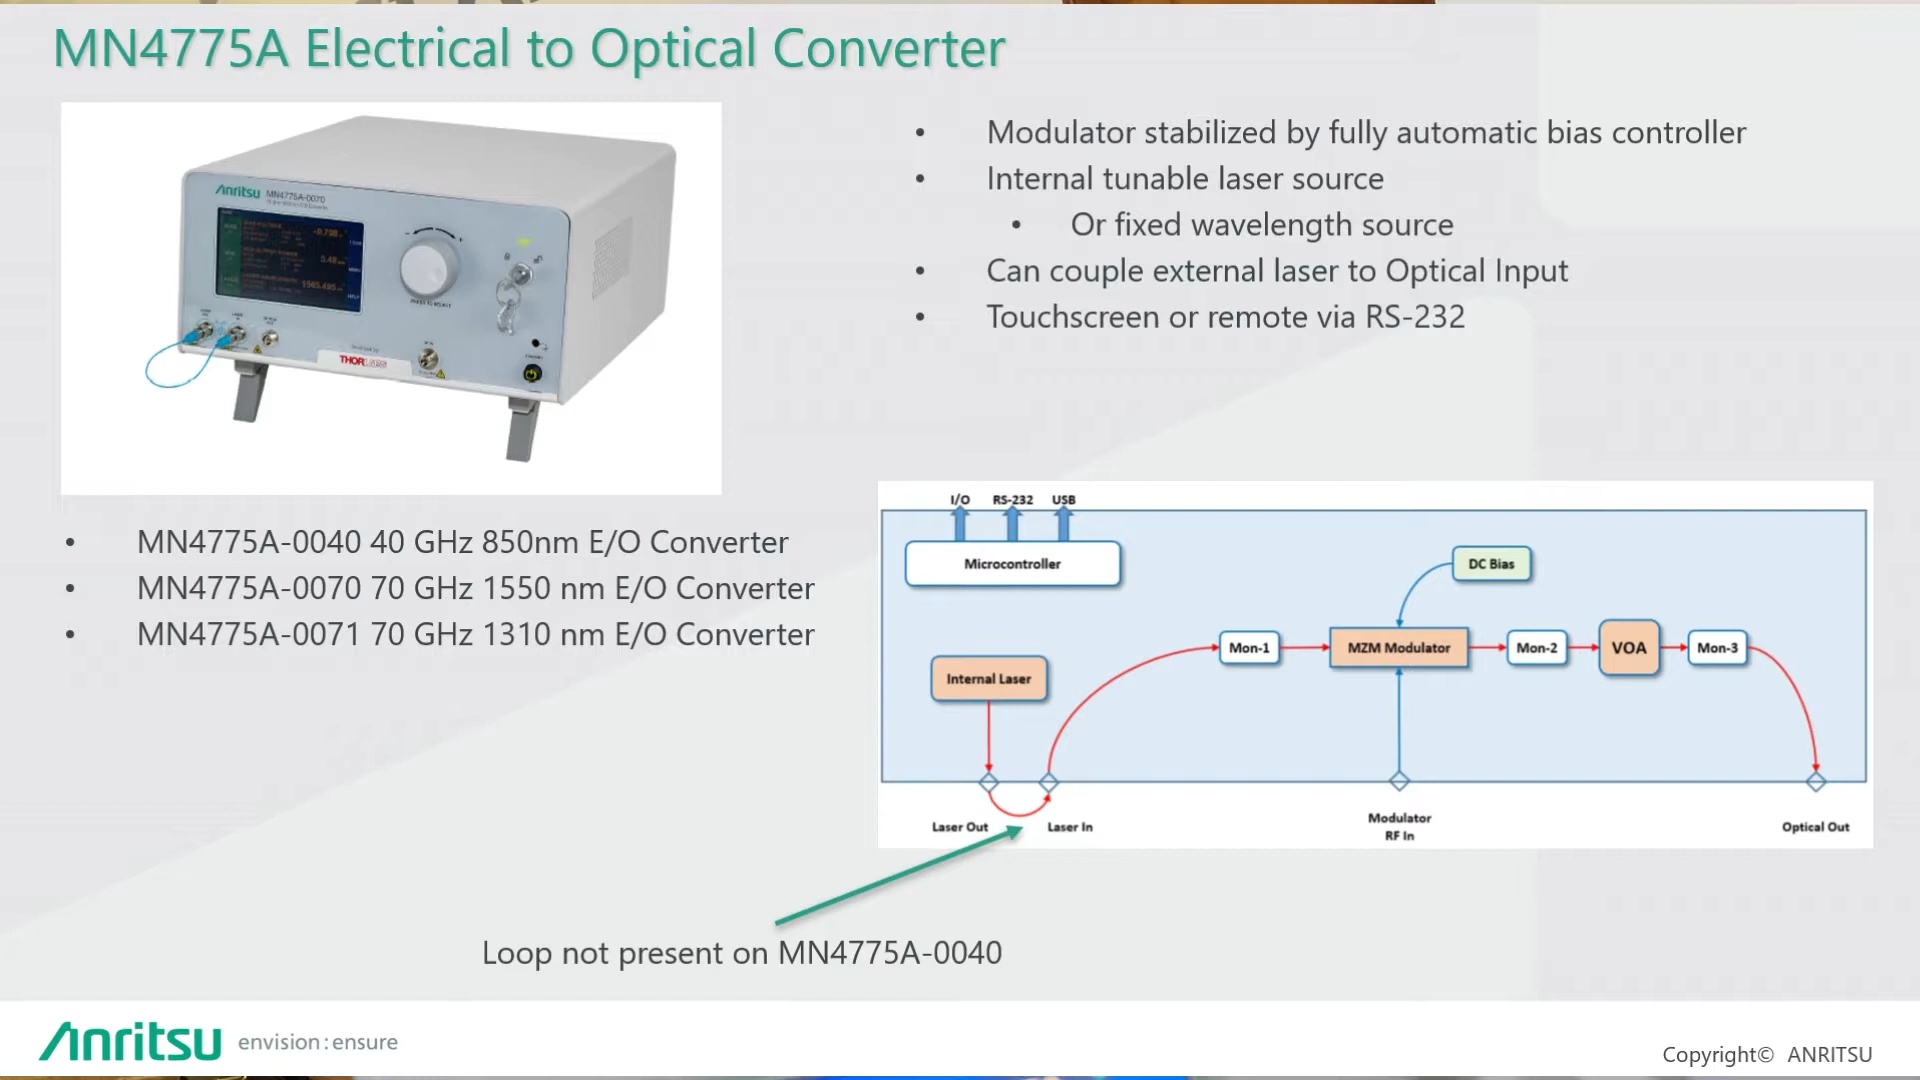 MN4775A Electrical to Optical Converter
Anritsu MN4775A-0070
THORLABS
• Modulator stabilized by fully automatic bias controller
• Internal tunable laser source
• Or fixed wavelength source
• Can couple external laser to Optical Input
• Touchscreen or remote via RS-232
• MN4775A-0040 40 GHz 850nm E/O Converter
• MN4775A-0070 70 GHz 1550 nm E/O Converter
• MN4775A-0071 70 GHz 1310 nm E/O Converter
I/O RS-232 USB
Microcontroller
DC Bias
Mon-1 MZM Modulator Mon-2 VOA Mon-3
Internal Laser
Laser Out Laser In Modulator RF In Optical Out
Loop not present on MN4775A-0040
Anritsu envision : ensure
Copyright© ANRITSU